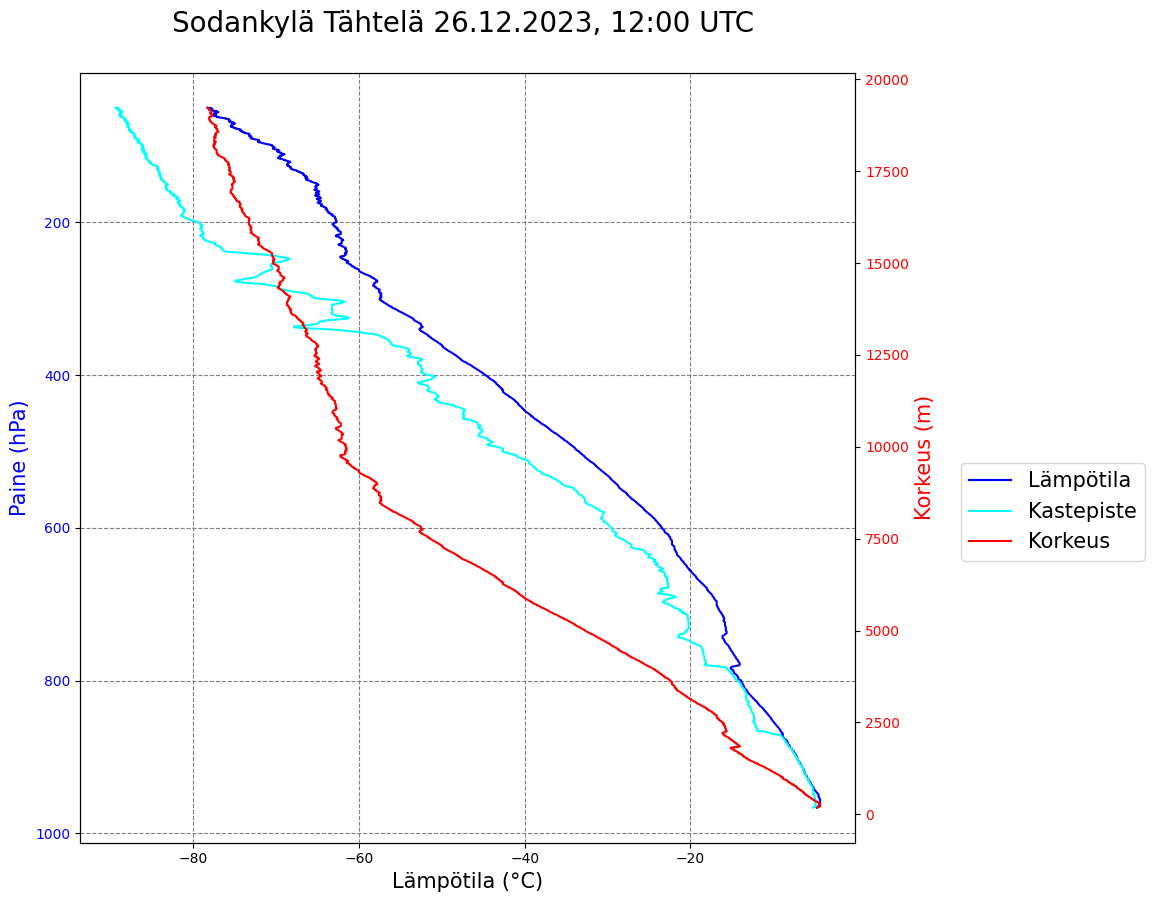 Sodankylä Tähtelä 26.12.2023, 12:00 UTC
Paine (hPa)
200
400
600
800
1000
−80
−60
−40
−20
Lämpötila (°C)
20000
17500
15000
12500
10000
7500
5000
2500
0
Korkeus (m)
Lämpötila
Kastepiste
Korkeus